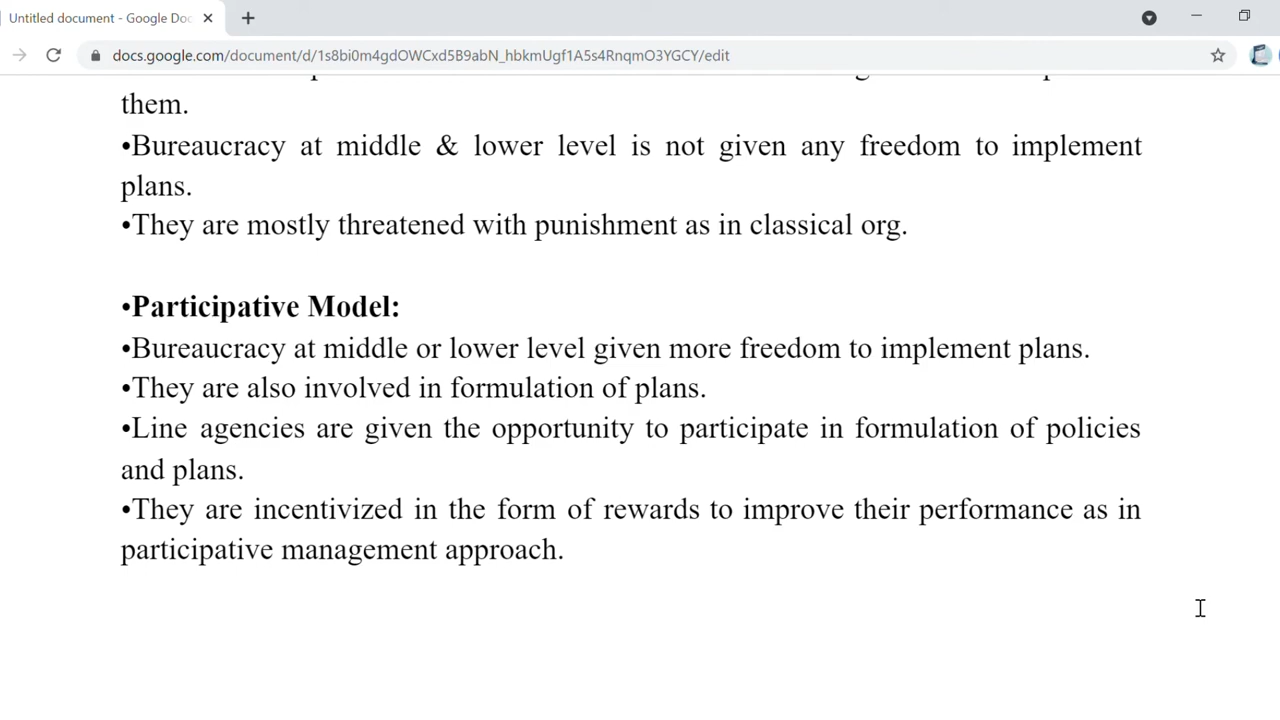 Untitled document - Google Doc
docs.google.com/document/d/1s8bi0m4gdOWCxd5B9abN_hbkmUgf1A5s4RnqmO3YGCY/edit
them.
•Bureaucracy at middle & lower level is not given any freedom to implement
plans.
•They are mostly threatened with punishment as in classical org.
•Participative Model:
•Bureaucracy at middle or lower level given more freedom to implement plans.
•They are also involved in formulation of plans.
•Line agencies are given the opportunity to participate in formulation of policies
and plans.
•They are incentivized in the form of rewards to improve their performance as in
participative management approach.